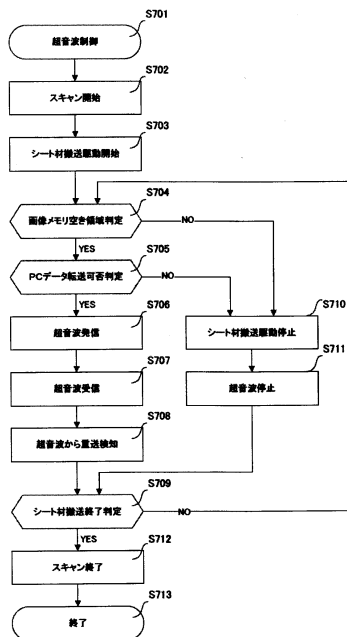 S701
超音波制御
S702
スキャン開始
S703
シート材搬送駆動開始
S704
画像メモリ空き領域判定
NO
YES
S705
PCデータ転送可否判定
NO
YES
S706
超音波発信
S710
シート材搬送駆動停止
S707
超音波受信
S711
超音波停止
S708
超音波から重送検知
S709
シート材搬送終了判定
NO
YES
S712
スキャン終了
S713
終了